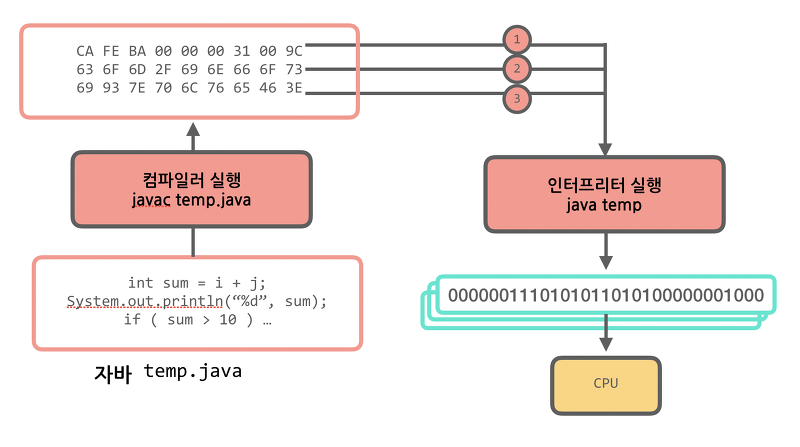 CA FE BA 00 00 00 31 00 9C
63 6F 6D 2F 69 6E 66 6F 73
69 93 7E 70 6C 76 65 46 3E
1
2
3
컴파일러 실행
javac temp.java
인터프리터 실행
java temp
int sum = i + j;
System.out.println(“%d”, sum);
if ( sum > 10 ) …
0000001110101011010100000001000
CPU
자바 temp.java